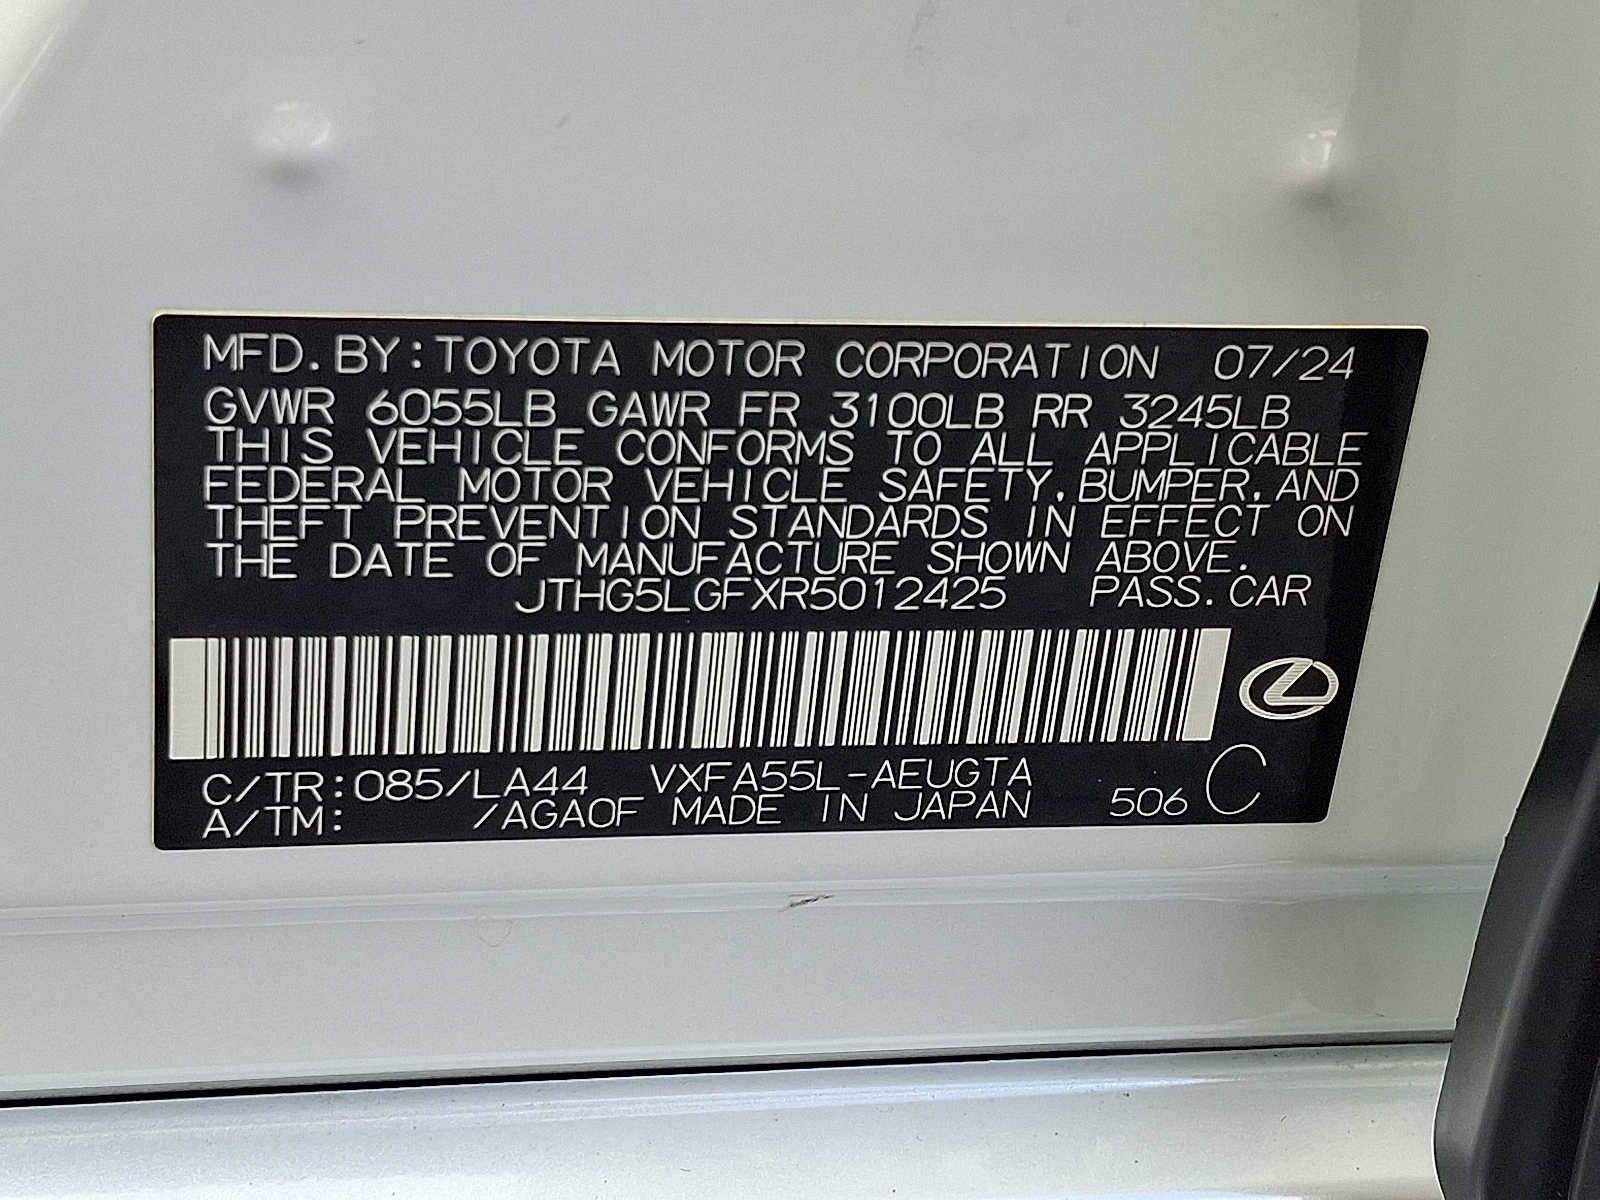 MFD. BY: TOYOTA MOTOR CORPORATION 07/24
GVWR 6055LB GAWR FR 3100LB RR 3245LB
THIS VEHICLE CONFORMS TO ALL APPLICABLE
FEDERAL MOTOR VEHICLE SAFETY, BUMPER, AND
THEFT PREVENTION STANDARDS IN EFFECT ON
THE DATE OF MANUFACTURE SHOWN ABOVE.
JTHG5LGFXR5012425 PASS. CAR
C/TR: 085/LA44 VXFA55L-AEUGTA
A/TM: /AGA0F MADE IN JAPAN 506 C